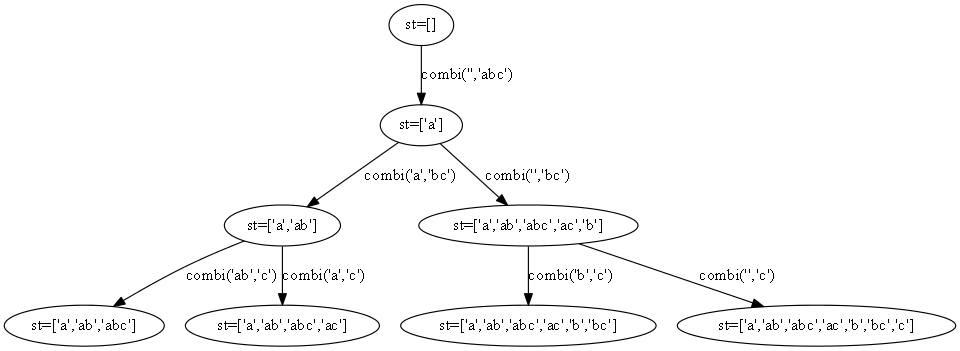 st=[]
combi('','abc')
st=['a']
combi('a','bc')
combi('','bc')
st=['a','ab']
st=['a','ab','abc','ac','b']
combi('ab','c')
combi('a','c')
combi('b','c')
combi('','c')
st=['a','ab','abc']
st=['a','ab','abc','ac']
st=['a','ab','abc','ac','b','bc']
st=['a','ab','abc','ac','b','bc','c']